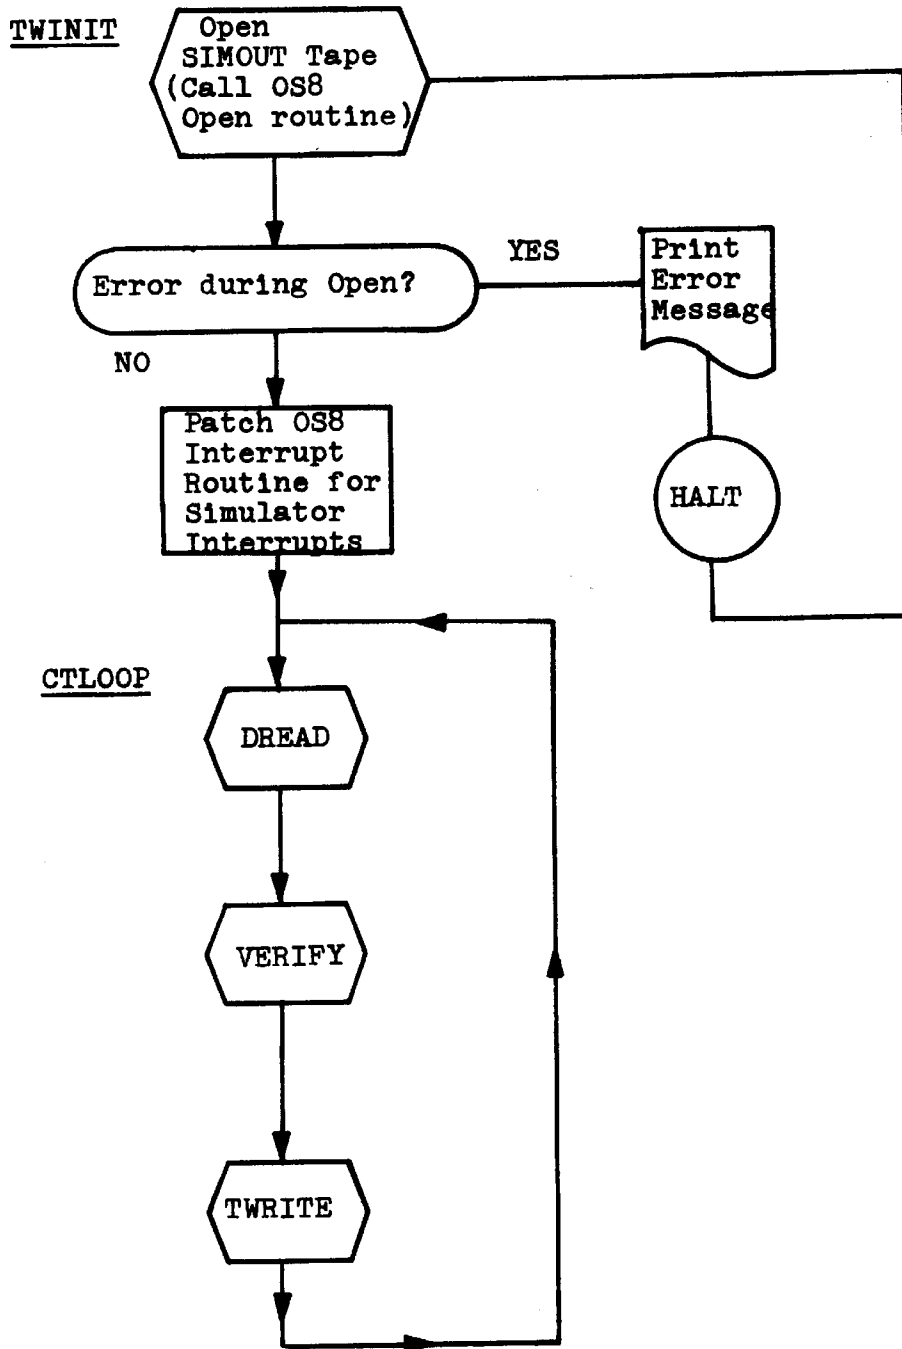 TWINIT
Open
SIMOUT Tape
(Call OS8
Open routine)
Error during Open?
YES
Print
Error
Message
NO
Patch OS8
Interrupt
Routine for
Simulator
Interrupts
HALT
CTLOOP
DREAD
VERIFY
TWRITE